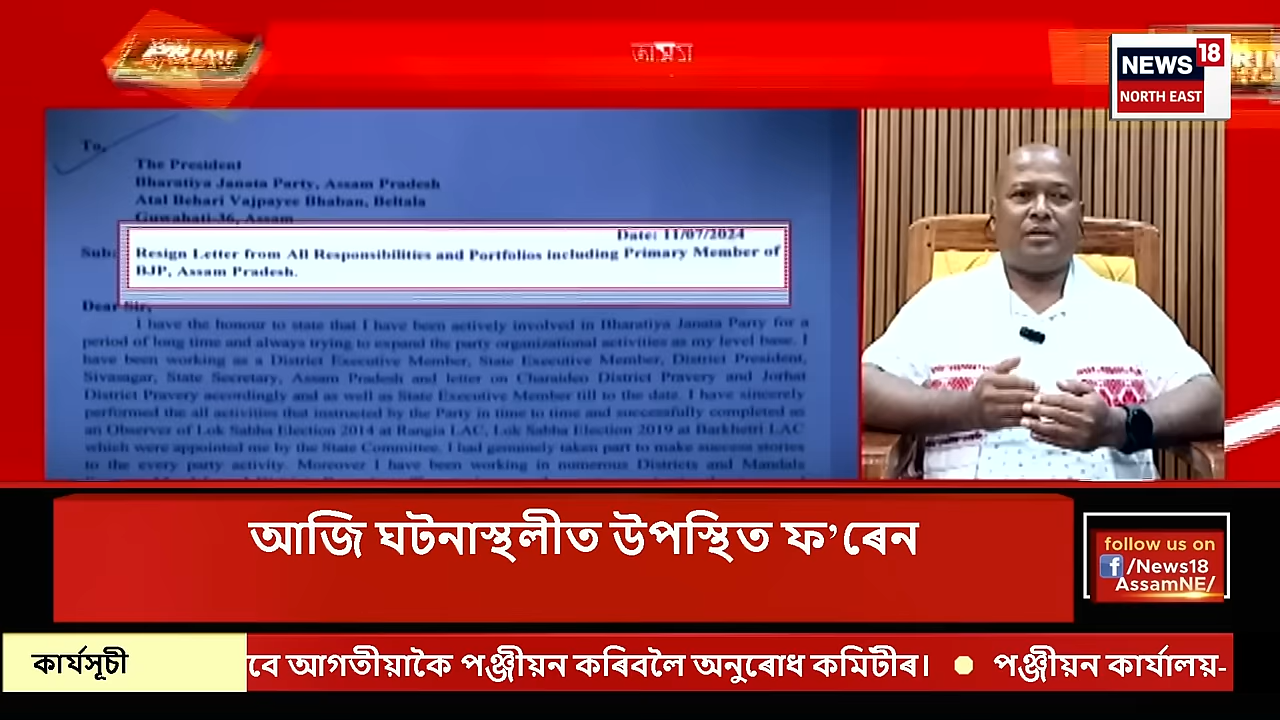 PRIME
NEWS 18
NORTH EAST
To,
The President
Bharatiya Janata Party, Assam Pradesh
Atal Behari Vajpayee Bhaban, Beltala
Guwahati-36, Assam
Date: 11/07/2024
Sub: Resign Letter from All Responsibilities and Portfolios including Primary Member of
BJP, Assam Pradesh.
Dear Sir,
I have the honour to state that I have been actively involved in Bharatiya Janata Party for a
period of long time and always trying to expand the party organizational activities as my level base. I
have been working as a District Executive Member, State Executive Member, District President,
Sivasagar, State Secretary, Assam Pradesh and letter on Charaideo District Pravery and Jorhat
District Pravery accordingly and as well as State Executive Member till to the date. I have sincerely
performed the all activities that instructed by the Party in time to time and successfully completed as
an Observer of Lok Sabha Election 2014 at Rangia LAC, Lok Sabha Election 2019 at Barkhetri LAC
which were appointed me by the State Committee. I had genuinely taken part to make success stories
to the every party activity. Moreover I have been working in numerous Districts and Mandals
আজি ঘটনাস্থলীত উপস্থিত ফ'ৰেন
follow us on
/News18
AssamNE/
কাৰ্যসূচী
বে আগতীয়াকৈ পঞ্জীয়ন কৰিবলৈ অনুৰোধ কমিটীৰ। ● পঞ্জীয়ন কাৰ্যালয়-